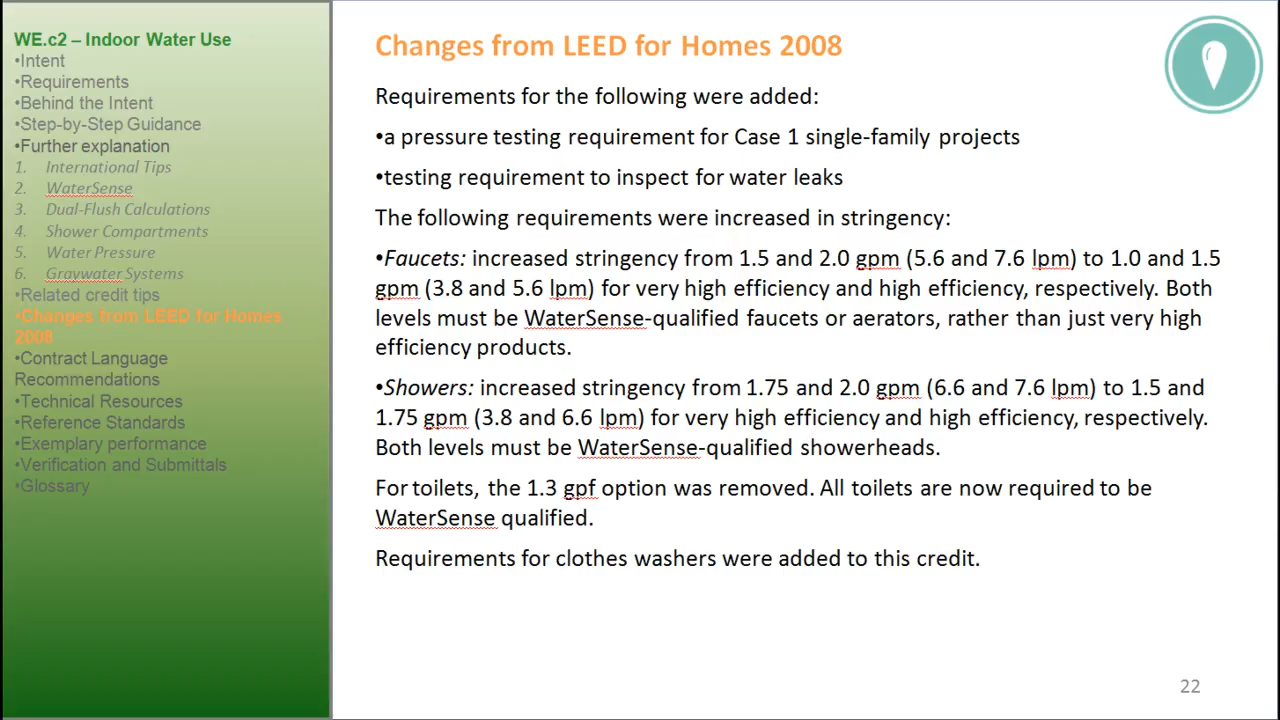 WE.c2 – Indoor Water Use
•Intent
•Requirements
•Behind the Intent
•Step-by-Step Guidance
•Further explanation
1. International Tips
2. WaterSense
3. Dual-Flush Calculations
4. Shower Compartments
5. Water Pressure
6. Graywater Systems
•Related credit tips
•Changes from LEED for Homes
2008
•Contract Language
Recommendations
•Technical Resources
•Reference Standards
•Exemplary performance
•Verification and Submittals
•Glossary
Changes from LEED for Homes 2008
Requirements for the following were added:
•a pressure testing requirement for Case 1 single-family projects
•testing requirement to inspect for water leaks
The following requirements were increased in stringency:
•Faucets: increased stringency from 1.5 and 2.0 gpm (5.6 and 7.6 lpm) to 1.0 and 1.5
gpm (3.8 and 5.6 lpm) for very high efficiency and high efficiency, respectively. Both
levels must be WaterSense-qualified faucets or aerators, rather than just very high
efficiency products.
•Showers: increased stringency from 1.75 and 2.0 gpm (6.6 and 7.6 lpm) to 1.5 and
1.75 gpm (3.8 and 6.6 lpm) for very high efficiency and high efficiency, respectively.
Both levels must be WaterSense-qualified showerheads.
For toilets, the 1.3 gpf option was removed. All toilets are now required to be
WaterSense qualified.
Requirements for clothes washers were added to this credit.
22